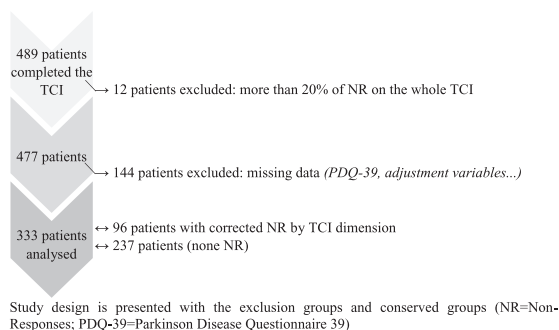 489 patients
completed the
TCI
→ 12 patients excluded: more than 20% of NR on the whole TCI
477 patients
→ 144 patients excluded: missing data (PDQ-39, adjustment variables...)
333 patients
analysed
↔ 96 patients with corrected NR by TCI dimension
↔ 237 patients (none NR)
Study design is presented with the exclusion groups and conserved groups (NR=Non-
Responses; PDQ-39=Parkinson Disease Questionnaire 39)